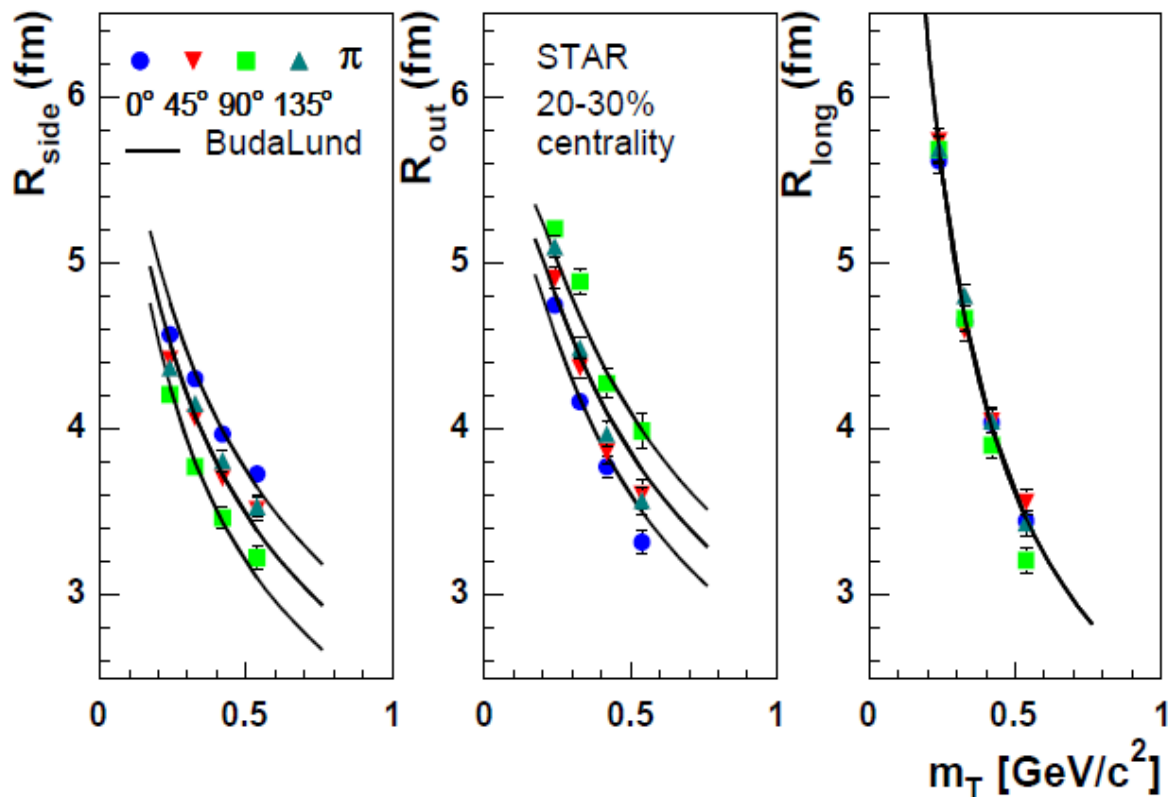 R_side (fm)
6
5
4
3
0
0.5
1
π
0° 45° 90° 135°
BudaLund
R_out (fm)
STAR
20-30%
centrality
6
5
4
3
0
0.5
1
R_long (fm)
6
5
4
3
0
0.5
1
m_T [GeV/c²]